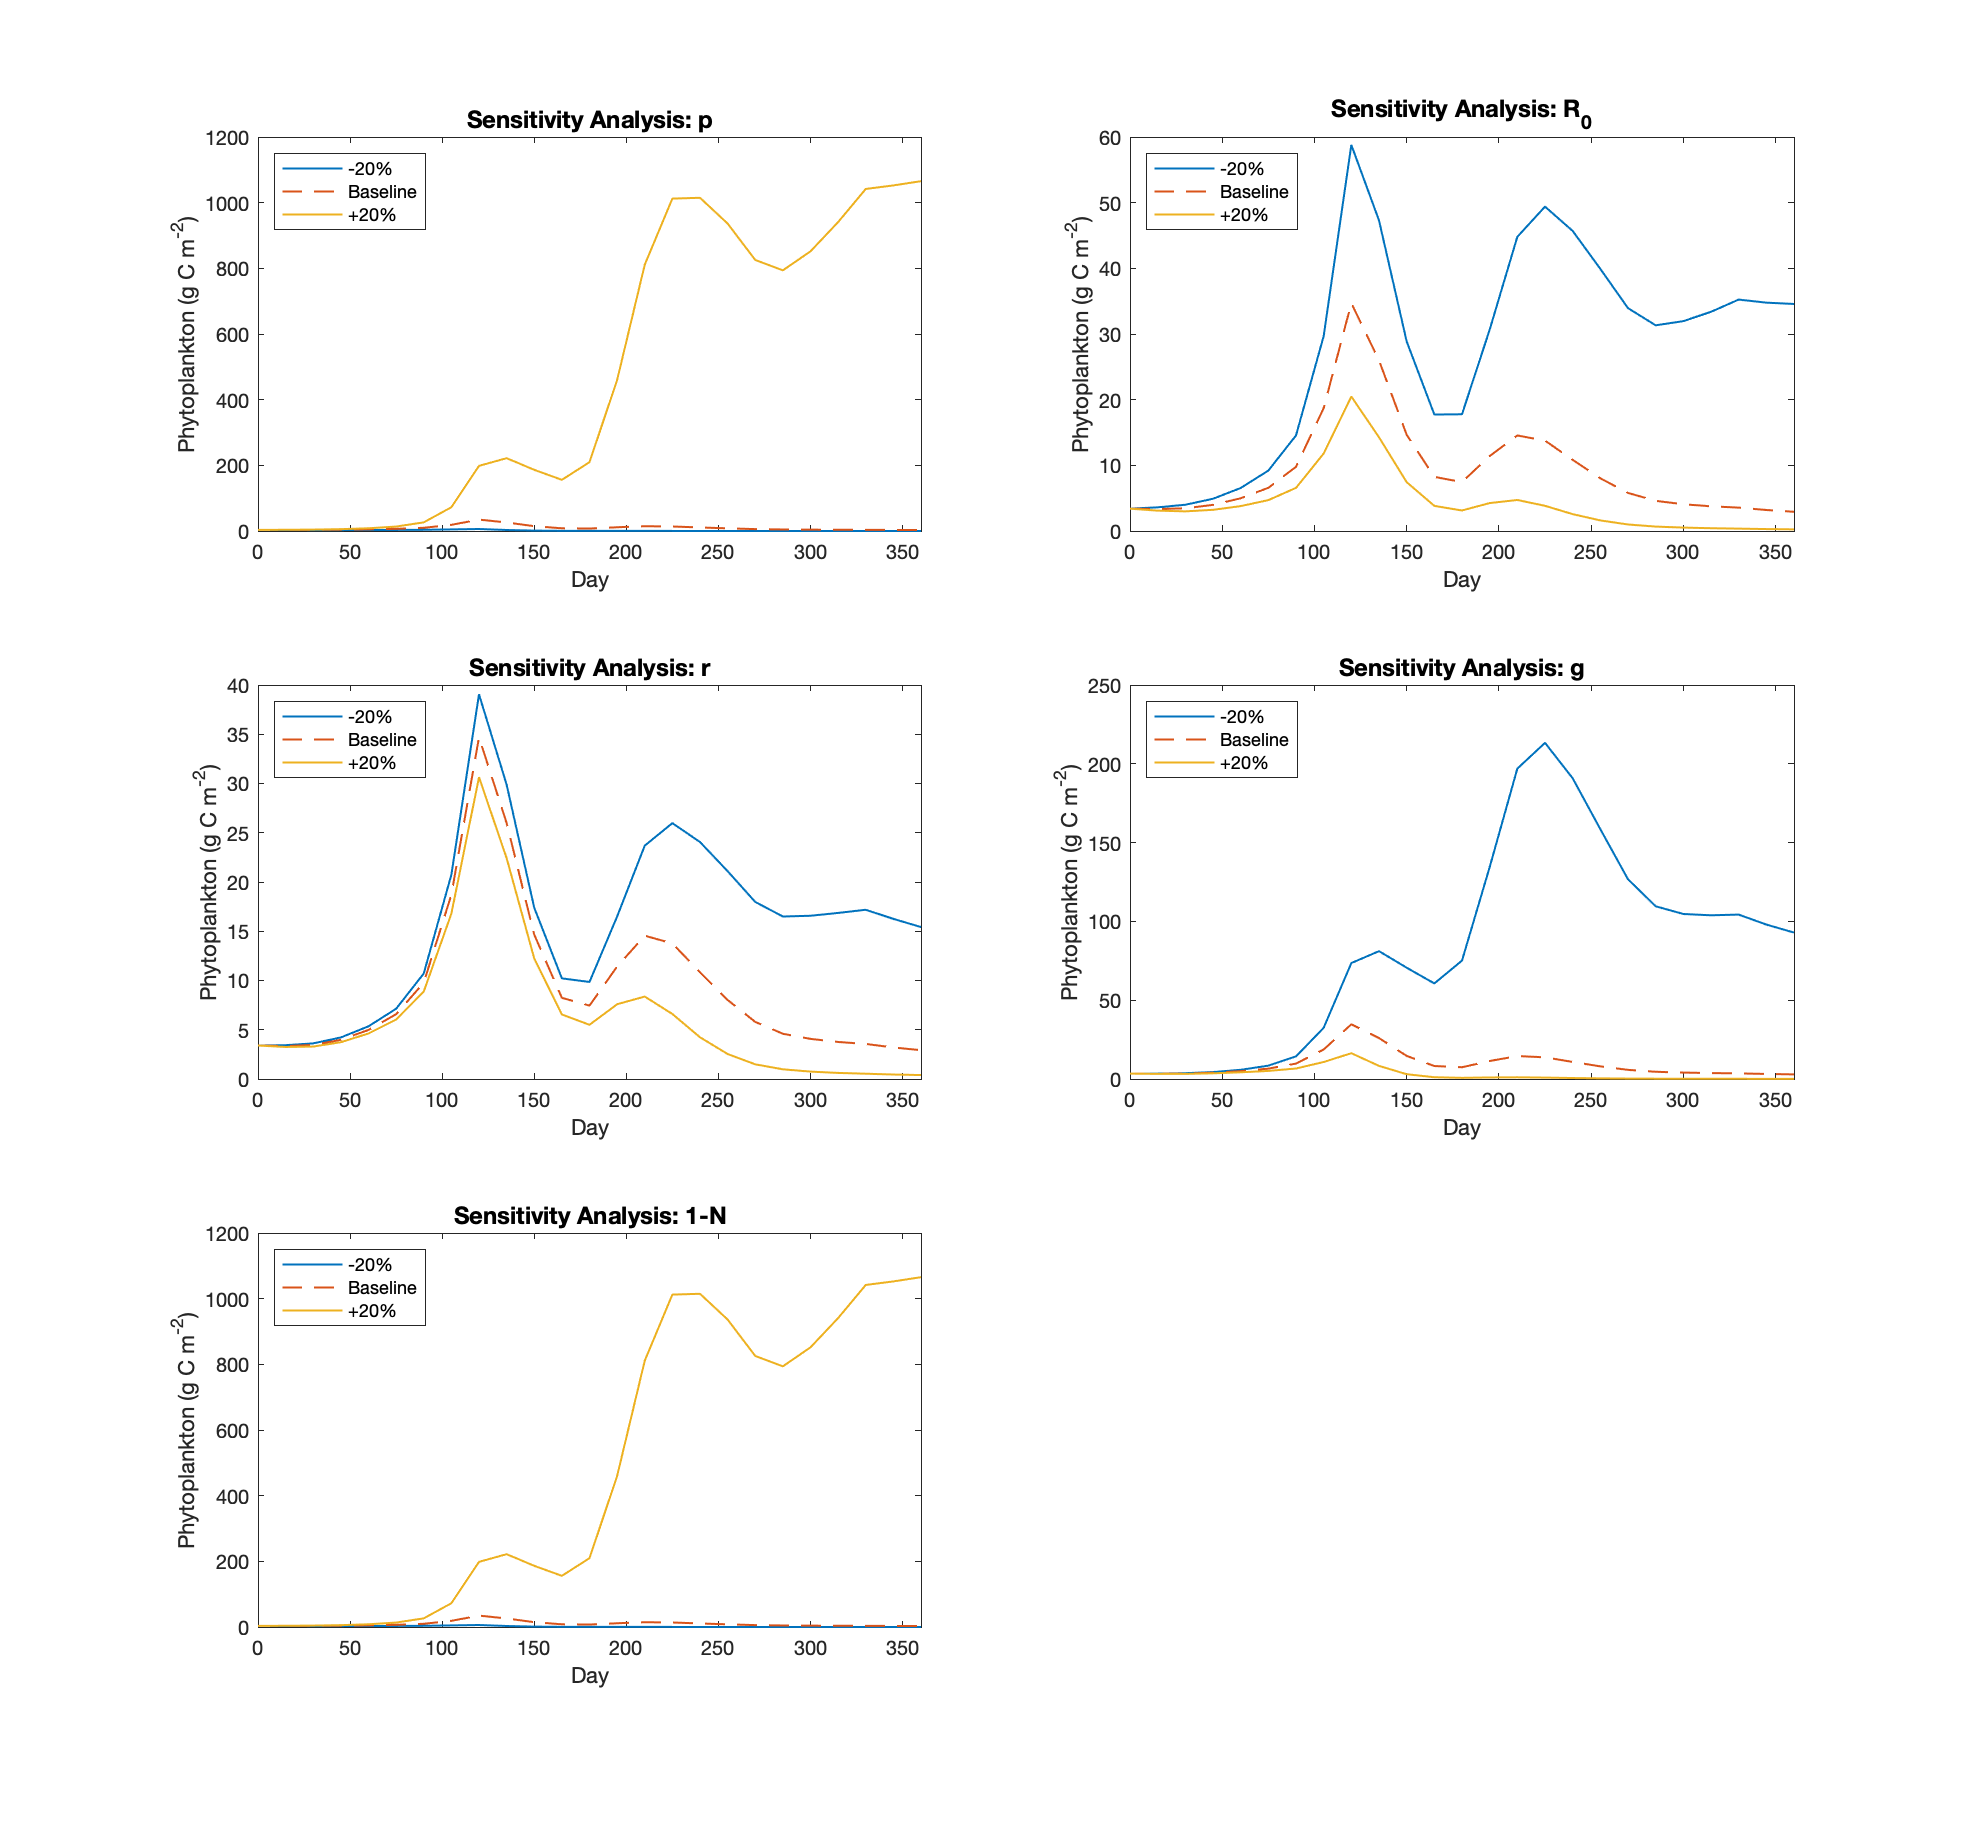 Sensitivity Analysis: p
1200
1000
800
600
400
200
0
Phytoplankton (g C m-2)
-20%
Baseline
+20%
0 50 100 150 200 250 300 350
Day
Sensitivity Analysis: R0
60
50
40
30
20
10
0
Phytoplankton (g C m-2)
-20%
Baseline
+20%
0 50 100 150 200 250 300 350
Day
Sensitivity Analysis: r
40
35
30
25
20
15
10
5
0
Phytoplankton (g C m-2)
-20%
Baseline
+20%
0 50 100 150 200 250 300 350
Day
Sensitivity Analysis: g
250
200
150
100
50
0
Phytoplankton (g C m-2)
-20%
Baseline
+20%
0 50 100 150 200 250 300 350
Day
Sensitivity Analysis: 1-N
1200
1000
800
600
400
200
0
Phytoplankton (g C m-2)
-20%
Baseline
+20%
0 50 100 150 200 250 300 350
Day